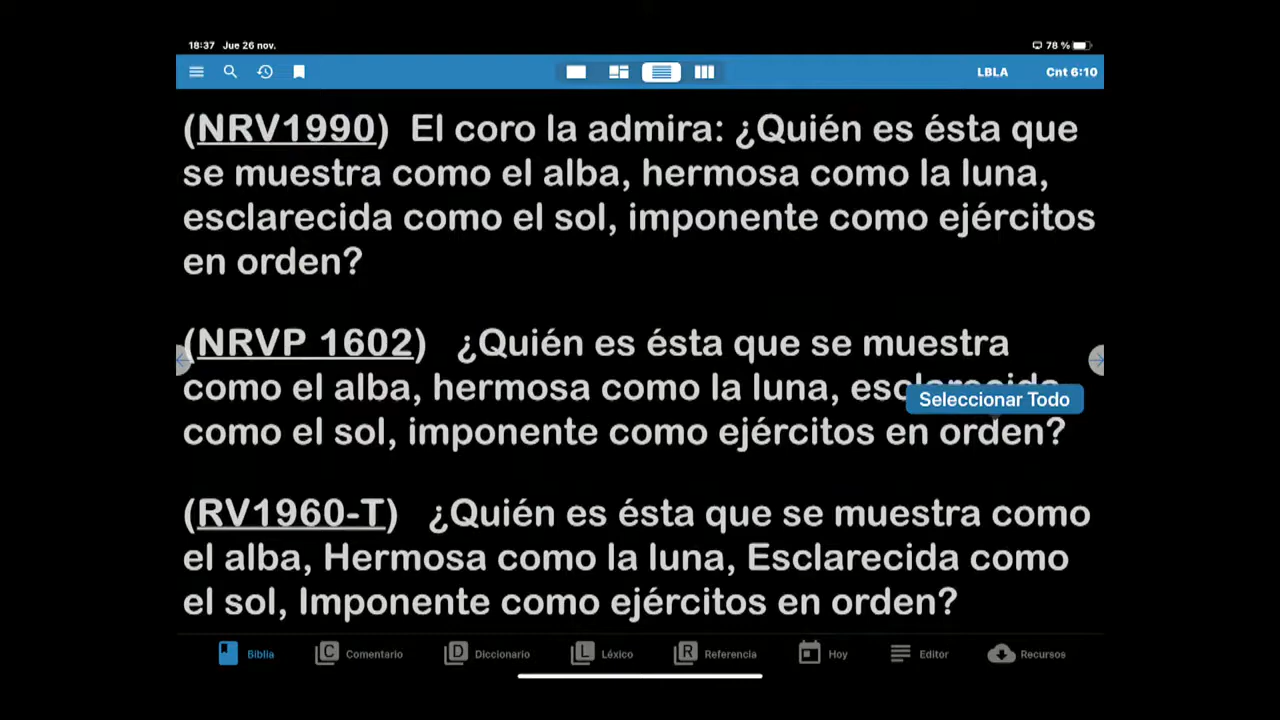 18:37 Jue 26 nov. 78 %
LBLA Cnt 6:10
(NRV1990) El coro la admira: ¿Quién es ésta que
se muestra como el alba, hermosa como la luna,
esclarecida como el sol, imponente como ejércitos
en orden?
(NRVP 1602) ¿Quién es ésta que se muestra
como el alba, hermosa como la luna, esclarecida
Seleccionar Todo
como el sol, imponente como ejércitos en orden?
(RV1960-T) ¿Quién es ésta que se muestra como
el alba, Hermosa como la luna, Esclarecida como
el sol, Imponente como ejércitos en orden?
Biblia C Comentario D Diccionario L Léxico R Referencia Hoy Editor Recursos